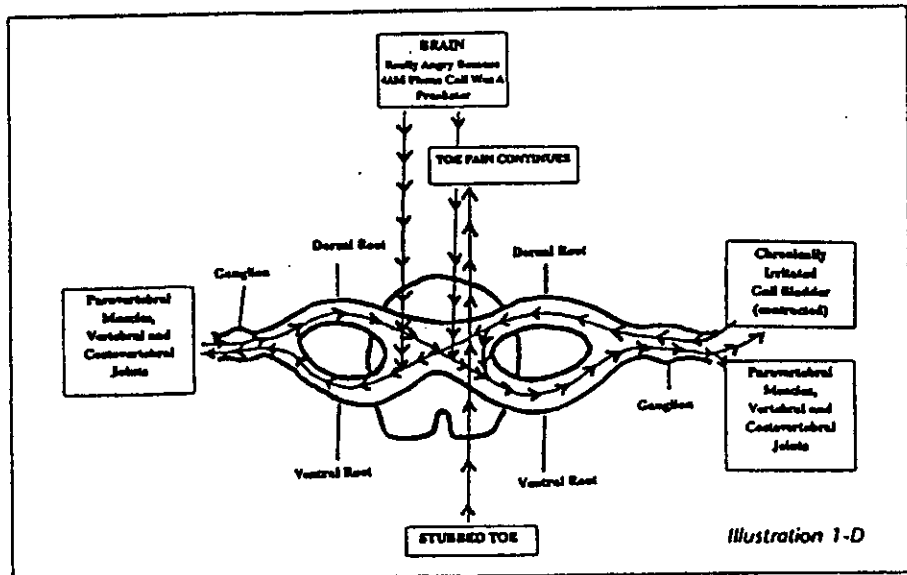 BRAIN
Really Angry Because
4AM Phone Call Was A
Prankster
TOE PAIN CONTINUES
Dorsal Root
Dorsal Root
Ganglion
Chronically
Irritated
Gall Bladder
(contracted)
Paravertebral
Muscles,
Vertebral and
Costovertebral
Joints
Paravertebral
Muscles,
Vertebral and
Costovertebral
Joints
Ganglion
Ventral Root
Ventral Root
STUBBED TOE
Illustration 1-D